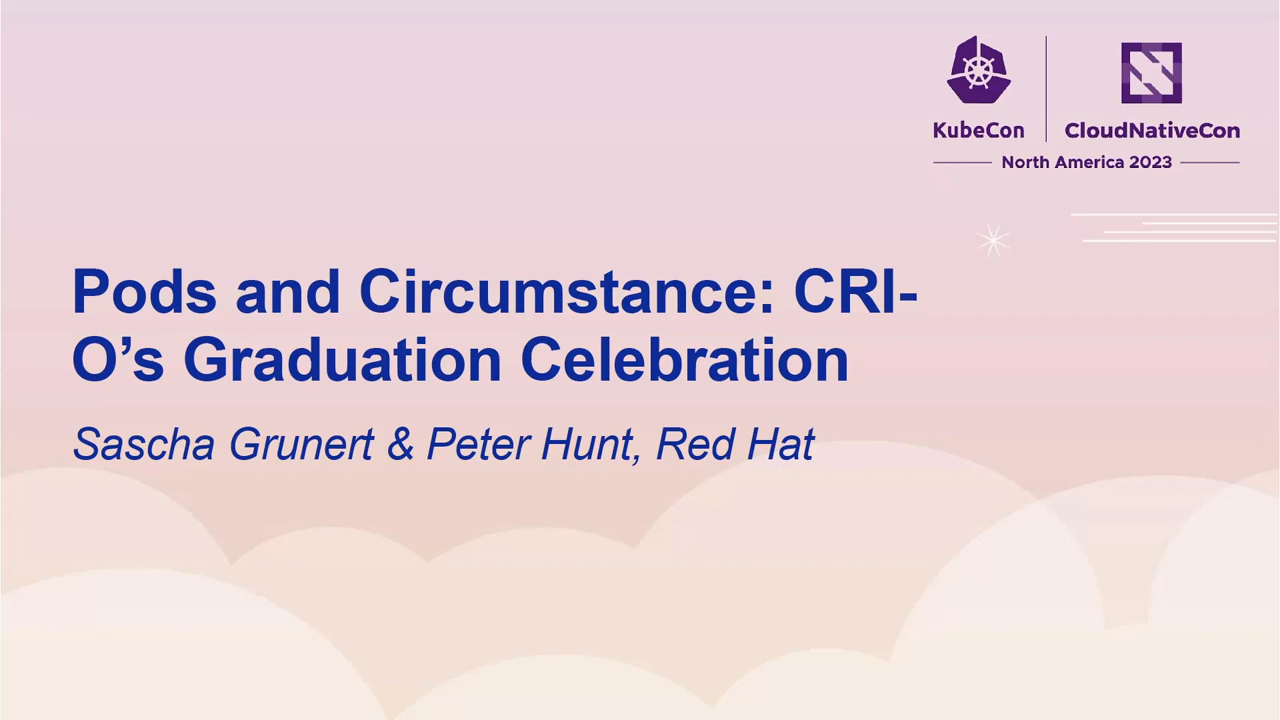 KubeCon
CloudNativeCon
North America 2023
Pods and Circumstance: CRI-
O’s Graduation Celebration
Sascha Grunert & Peter Hunt, Red Hat